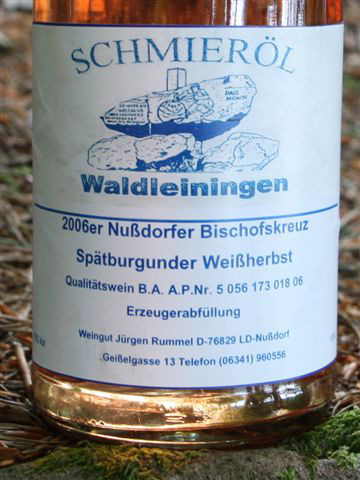 SCHMIERÖL
Waldleiningen
2006er Nußdorfer Bischofskreuz
Spätburgunder Weißherbst
Qualitätswein B.A. A.P.Nr. 5 056 173 018 06
Erzeugerabfüllung
Weingut Jürgen Rummel D-76829 LD-Nußdorf
Geißelgasse 13 Telefon (06341) 960556